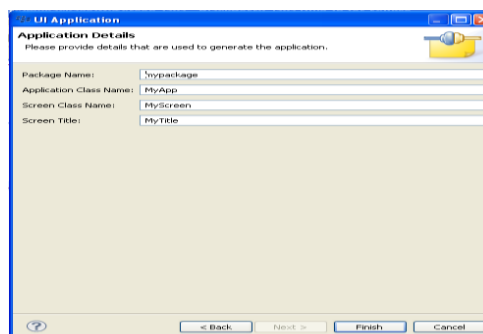 UI Application
Application Details
Please provide details that are used to generate the application.
Package Name: mypackage
Application Class Name: MyApp
Screen Class Name: MyScreen
Screen Title: MyTitle
? < Back Next > Finish Cancel